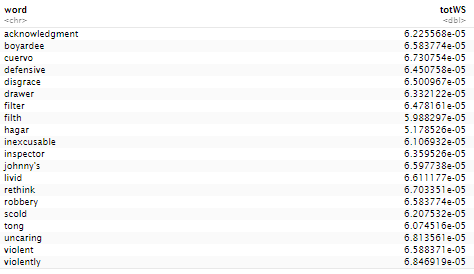 word totWS
<chr> <dbl>
acknowledgment 6.225568e-05
boyardee 6.583774e-05
cuervo 6.730754e-05
defensive 6.450758e-05
disgrace 6.500967e-05
drawer 6.332122e-05
filter 6.478161e-05
filth 5.988297e-05
hagar 5.178526e-05
inexcusable 6.106932e-05
inspector 6.359526e-05
johnny's 6.597738e-05
livid 6.611177e-05
rethink 6.703351e-05
robbery 6.583774e-05
scold 6.207532e-05
tong 6.074516e-05
uncaring 6.813561e-05
violent 6.588371e-05
violently 6.846919e-05